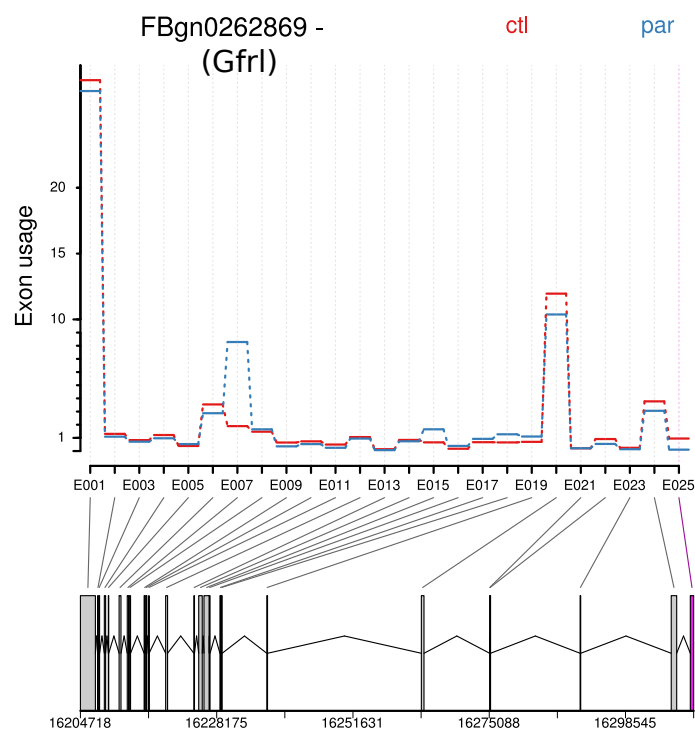 FBgn0262869 - ctl par
(Gfrl)
Exon usage
20
15
10
1
E001 E003 E005 E007 E009 E011 E013 E015 E017 E019 E021 E023 E025
16204718 16228175 16251631 16275088 16298545